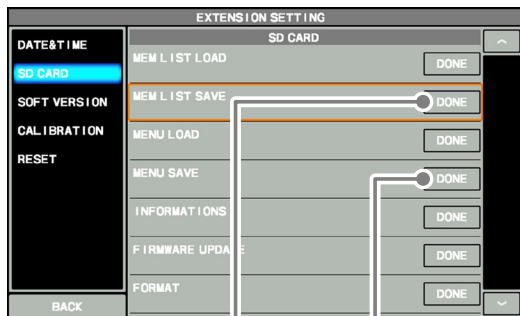 EXTENSION SETTING
DATE&TIME
SD CARD
SOFT VERSION
CALIBRATION
RESET
BACK
SD CARD
MEM LIST LOAD DONE
MEM LIST SAVE DONE
MENU LOAD DONE
MENU SAVE DONE
INFORMATIONS DONE
FIRMWARE UPDATE DONE
FORMAT DONE